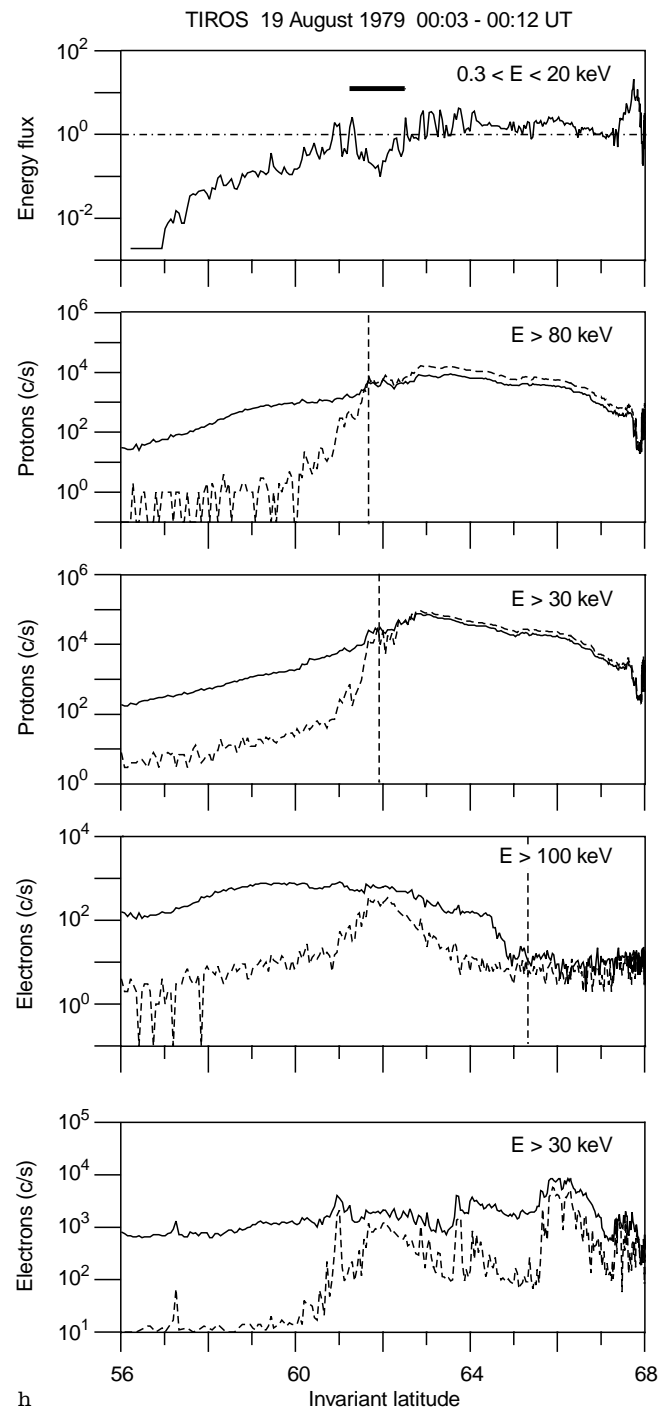 TIROS 19 August 1979 00:03 - 00:12 UT
10^2
10^0
10^-2
Energy flux
0.3 < E < 20 keV
10^6
10^4
10^2
10^0
Protons (c/s)
E > 80 keV
10^6
10^4
10^2
10^0
Protons (c/s)
E > 30 keV
10^4
10^2
10^0
Electrons (c/s)
E > 100 keV
10^5
10^4
10^3
10^2
10^1
Electrons (c/s)
E > 30 keV
56 60 64 68
Invariant latitude
h